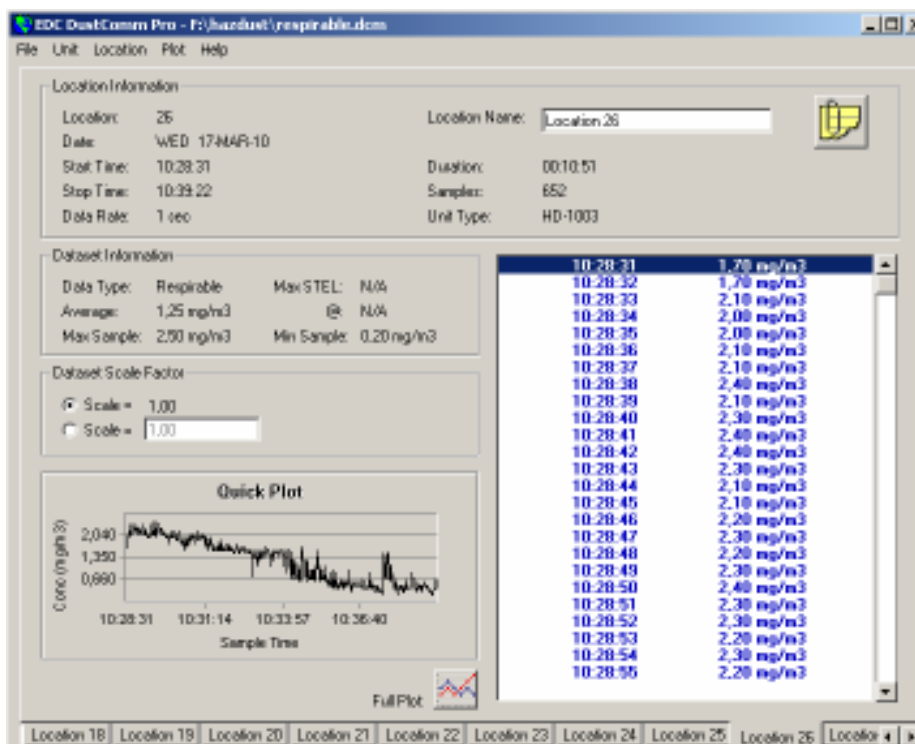 EDC DustComm Pro - F:\hazdust\respirable.dcm
File Unit Location Plot Help
Location Information
Location: 26 Location Name: Location 26
Date: WED 17-MAR-10
Start Time: 10:28:31 Duration: 00:10:51
Stop Time: 10:39:22 Samples: 652
Data Rate: 1 sec Unit Type: HD-1003
Dataset Information
Data Type: Respirable Max STEL: N/A
Average: 1,25 mg/m3 @: N/A
Max Sample: 2,50 mg/m3 Min Sample: 0.20 mg/m3
Dataset Scale Factor
Scale = 1,00
Scale = 1,00
Quick Plot
Conc (mg/m3)
2,040
1,350
0,660
10:28:31 10:31:14 10:33:57 10:36:40
Sample Time
Full Plot
10:28:31 1,70 mg/m3
10:28:32 1,70 mg/m3
10:28:33 2,10 mg/m3
10:28:34 2,00 mg/m3
10:28:35 2,00 mg/m3
10:28:36 2,10 mg/m3
10:28:37 2,10 mg/m3
10:28:38 2,40 mg/m3
10:28:39 2,10 mg/m3
10:28:40 2,30 mg/m3
10:28:41 2,40 mg/m3
10:28:42 2,40 mg/m3
10:28:43 2,30 mg/m3
10:28:44 2,10 mg/m3
10:28:45 2,10 mg/m3
10:28:46 2,20 mg/m3
10:28:47 2,30 mg/m3
10:28:48 2,20 mg/m3
10:28:49 2,30 mg/m3
10:28:50 2,40 mg/m3
10:28:51 2,30 mg/m3
10:28:52 2,30 mg/m3
10:28:53 2,20 mg/m3
10:28:54 2,30 mg/m3
10:28:55 2,20 mg/m3
Location 18 Location 19 Location 20 Location 21 Location 22 Location 23 Location 24 Location 25 Location 26 Location